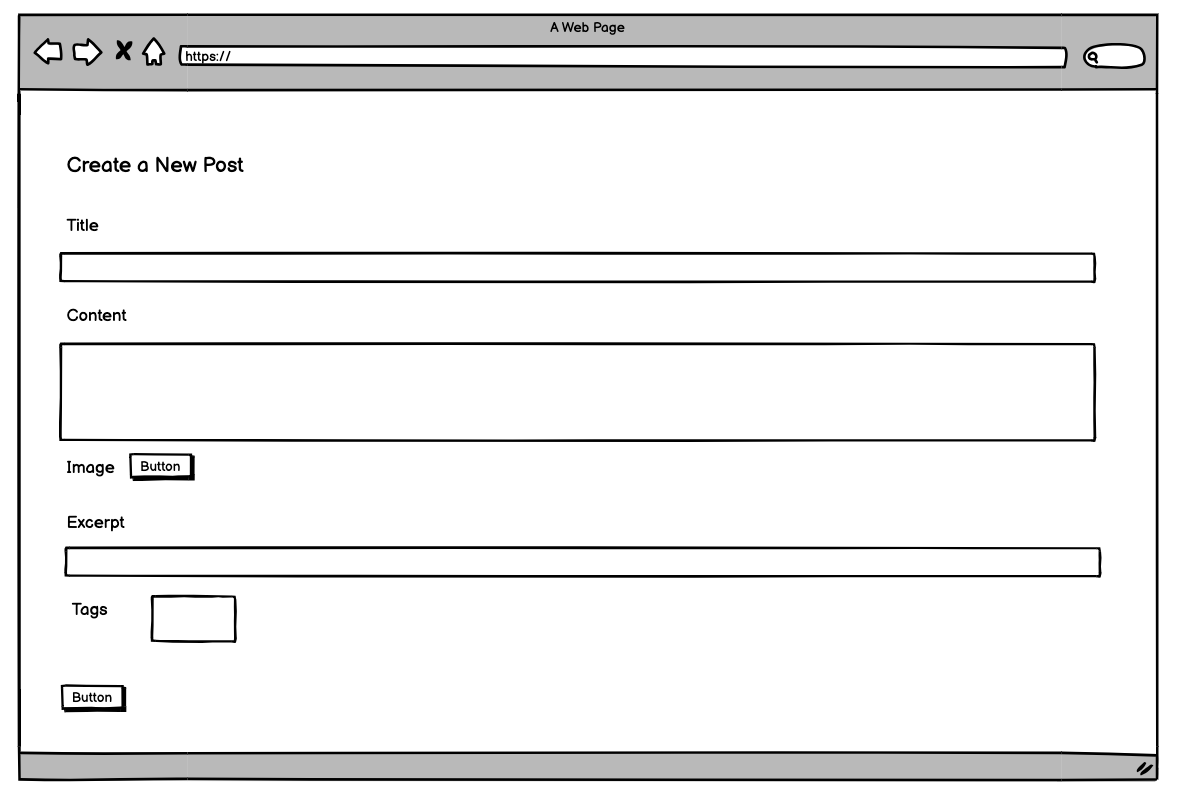 A Web Page
https://
Create a New Post
Title
Content
Image Button
Excerpt
Tags
Button